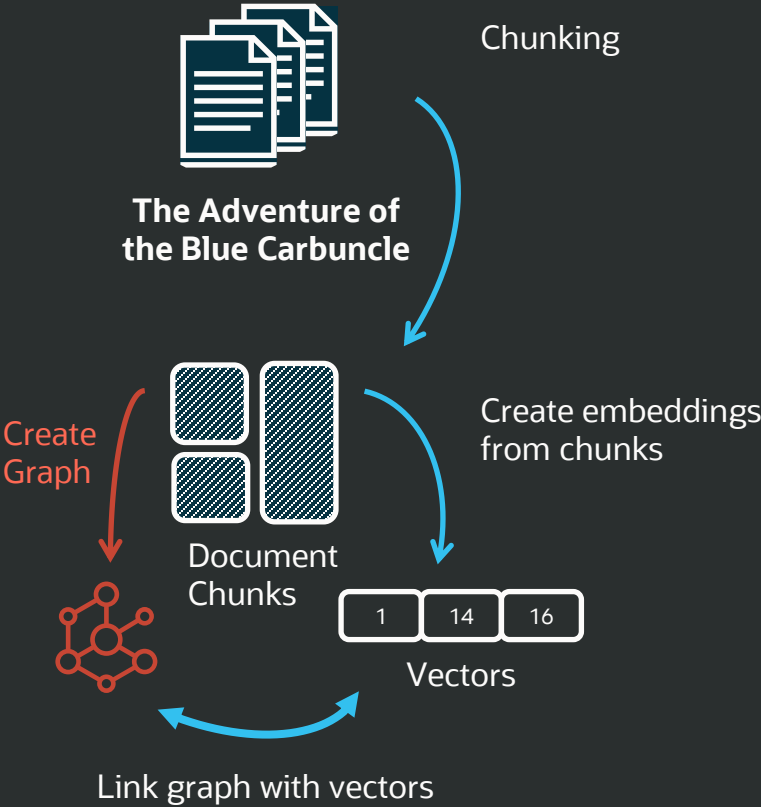 Chunking
The Adventure of
the Blue Carbuncle
Create
Graph
Create embeddings
from chunks
Document
Chunks
1 14 16
Vectors
Link graph with vectors